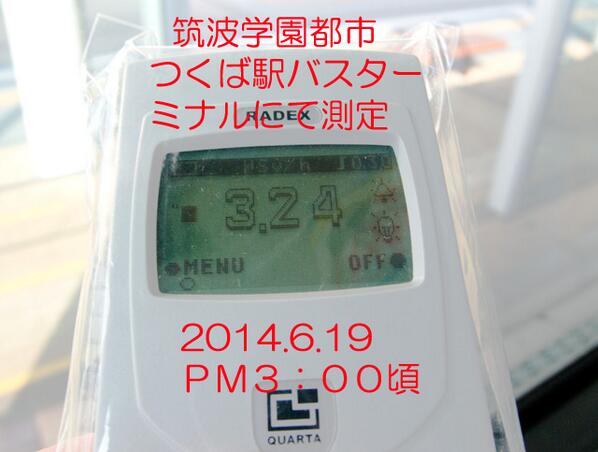 筑波学園都市
つくば駅バスター
ミナルにて測定
RADEX
3.24
MENU OFF
2014.6.19
ＰＭ３：００頃
QUARTA